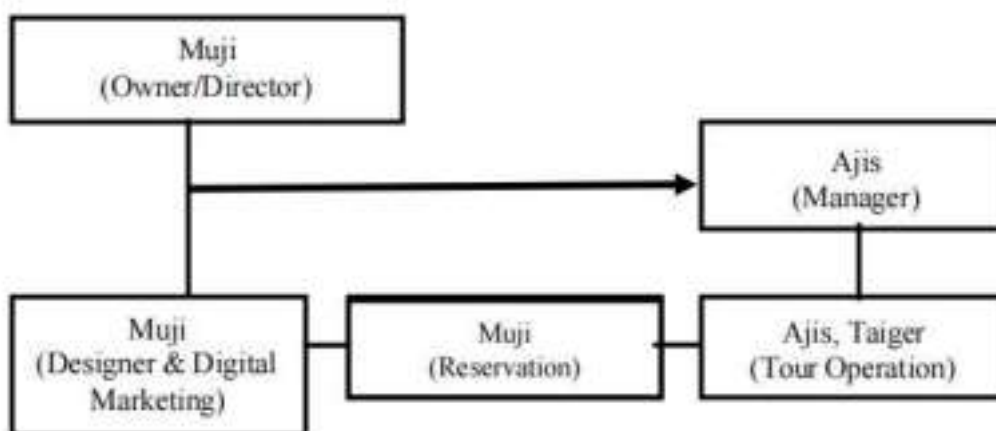 Muji
(Owner/Director)
Ajis
(Manager)
Muji
(Designer & Digital
Marketing)
Muji
(Reservation)
Ajis, Taiger
(Tour Operation)